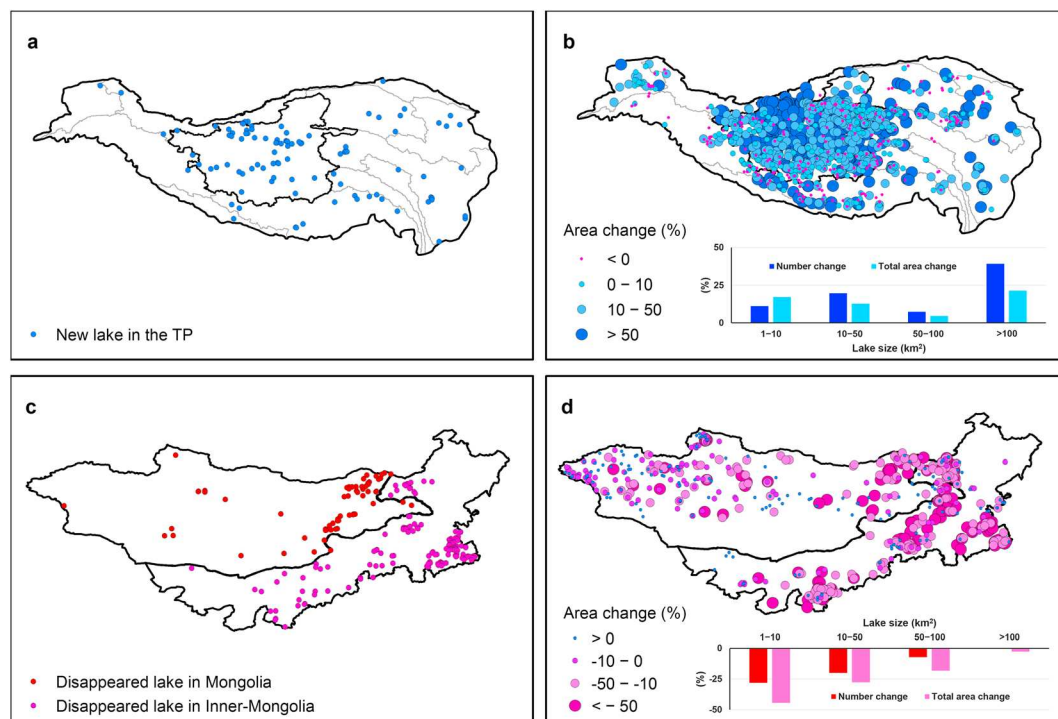 a
New lake in the TP
b
Area change (%)
< 0
0 − 10
10 − 50
> 50
50
25
0
(%)
Number change
Total area change
1−10
10−50
50−100
>100
Lake size (km²)
c
Disappeared lake in Mongolia
Disappeared lake in Inner-Mongolia
d
Area change (%)
> 0
-10 − 0
-50 − -10
< − 50
Lake size (km²)
1−10
10−50
50−100
>100
0
-25
-50
(%)
Number change
Total area change